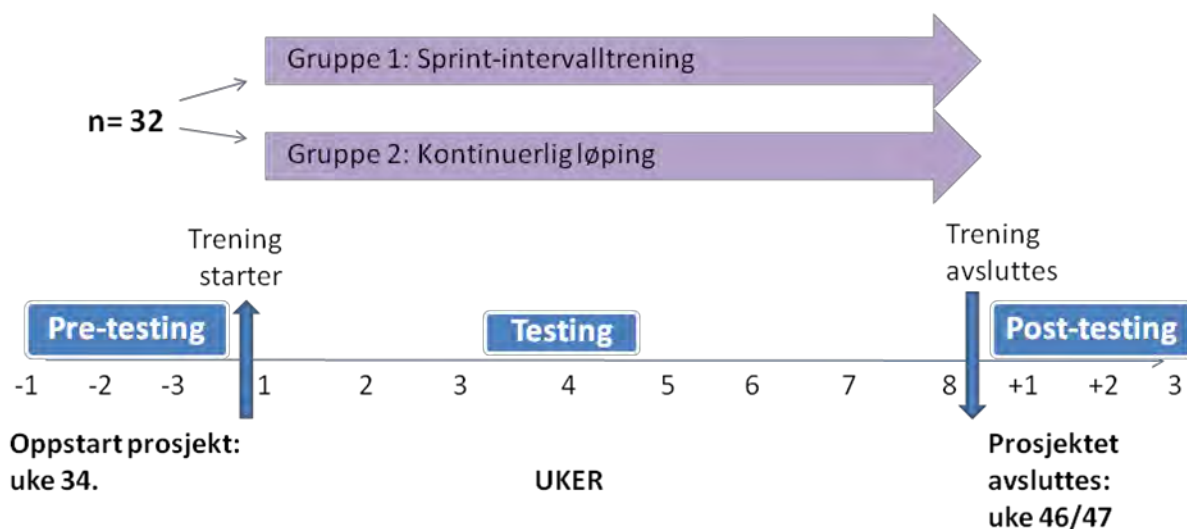 Gruppe 1: Sprint-intervalltrening
n= 32
Gruppe 2: Kontinuerlig løping
Trening
starter
Trening
avsluttes
Pre-testing
Testing
Post-testing
-1 -2 -3 1 2 3 4 5 6 7 8 +1 +2 3
Oppstart prosjekt:
uke 34.
UKER
Prosjektet
avsluttes:
uke 46/47